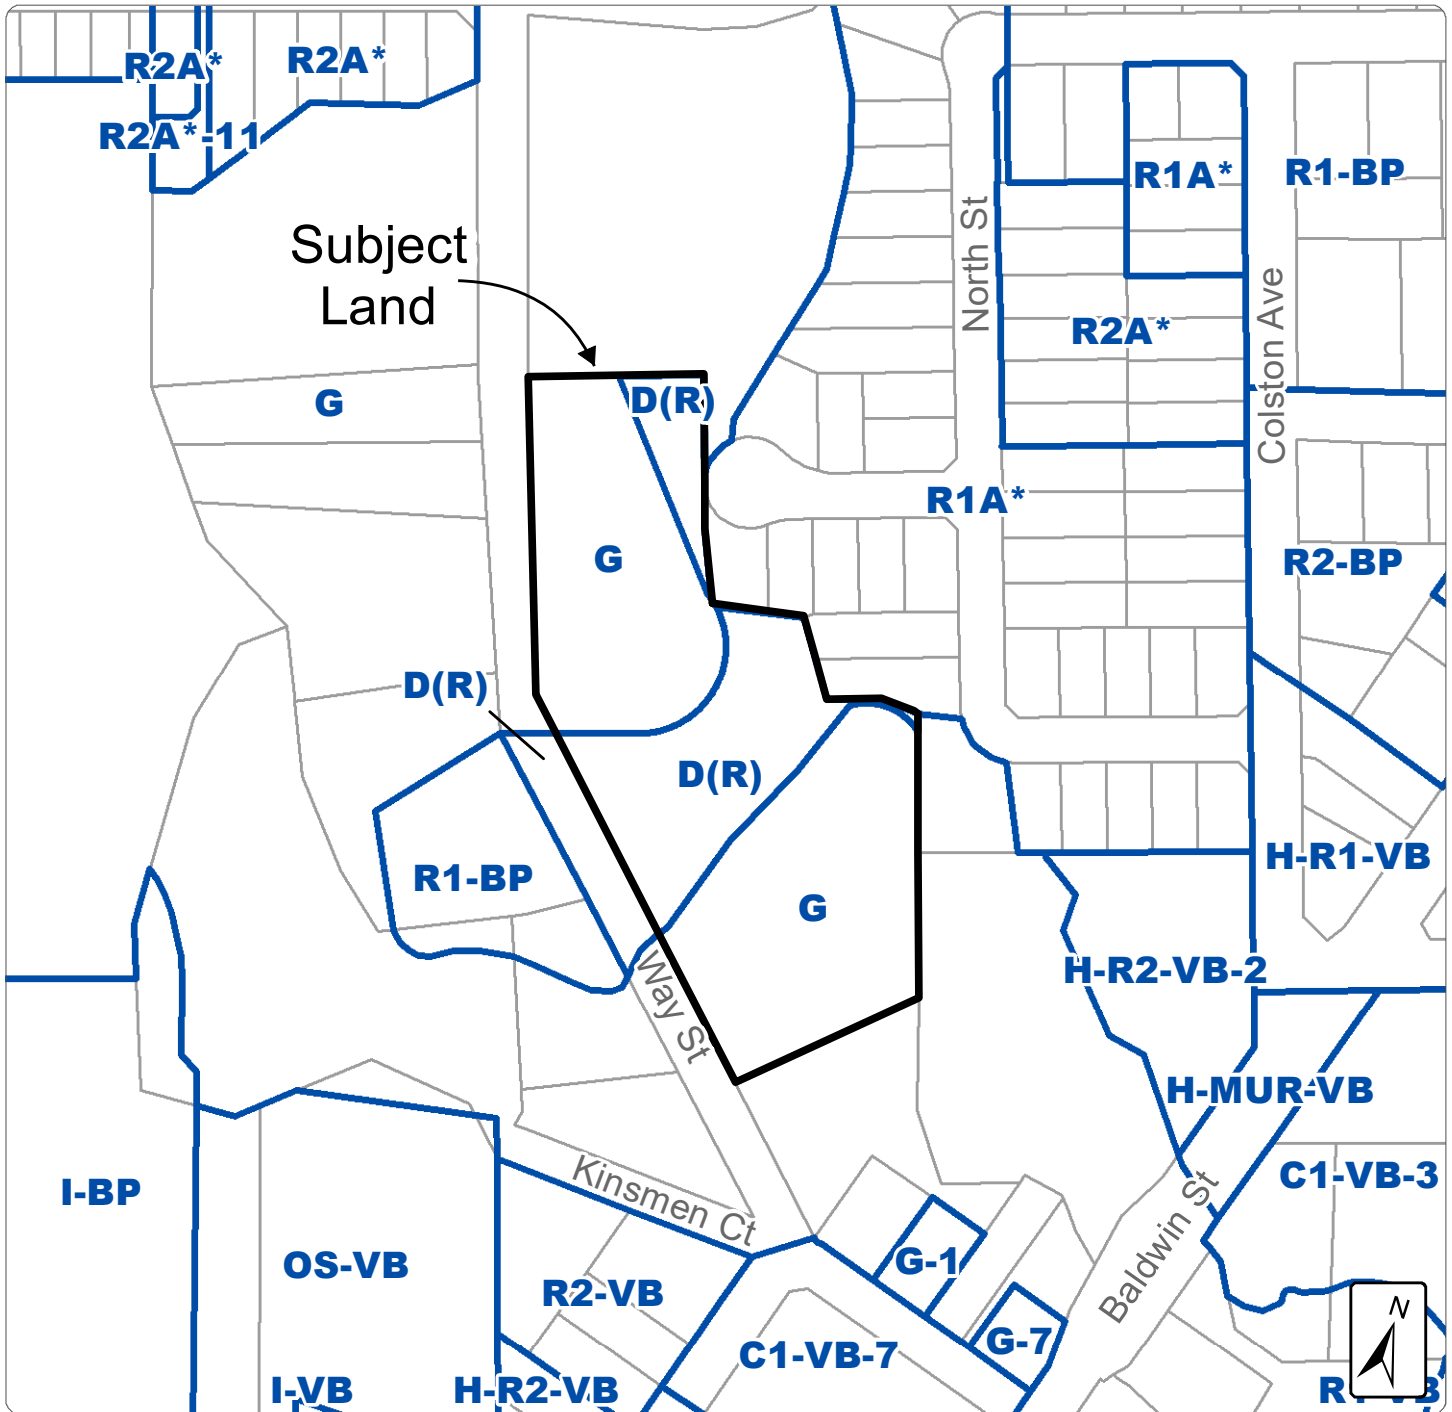 R2A*
R2A*
R2A*-11
R1A*
R1-BP
Subject
Land
North St
Colston Ave
R2A*
G
D(R)
R1A*
G
R2-BP
D(R)
D(R)
R1-BP
G
H-R1-VB
H-R2-VB-2
Way St
H-MUR-VB
I-BP
Kinsmen Ct
C1-VB-3
Baldwin St
OS-VB
G-1
R2-VB
G-7
C1-VB-7
N
I-VB
H-R2-VB